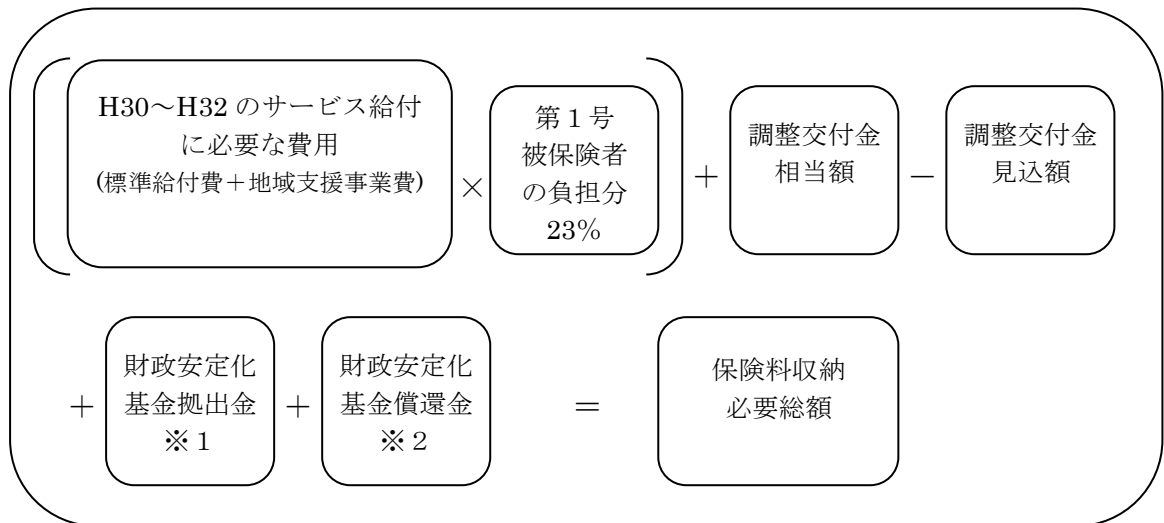 H30～H32 のサービス給付
に必要な費用
(標準給付費＋地域支援事業費)
×
第１号
被保険者
の負担分
23％
＋
調整交付金
相当額
－
調整交付金
見込額
＋
財政安定化
基金拠出金
※１
＋
財政安定化
基金償還金
※２
＝
保険料収納
必要総額